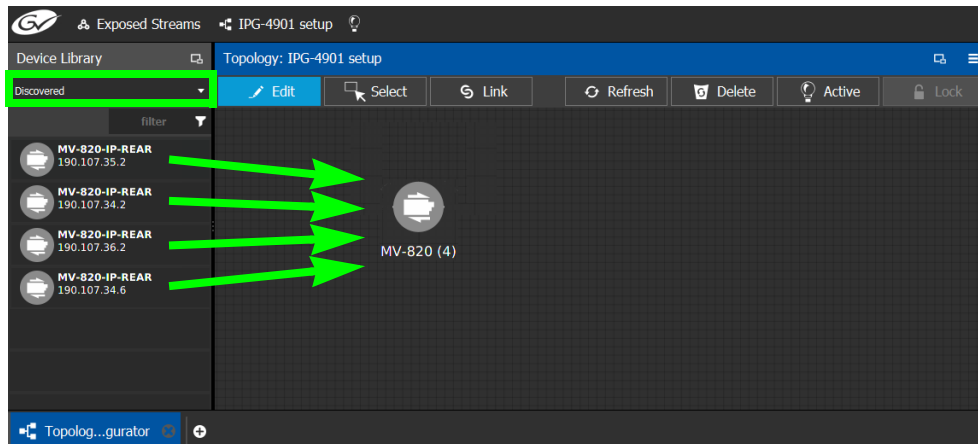 GV Exposed Streams IPG-4901 setup
Device Library
Topology: IPG-4901 setup
Discovered
Edit Select Link Refresh Delete Active Lock
filter
MV-820-IP-REAR
190.107.35.2
MV-820-IP-REAR
190.107.34.2
MV-820-IP-REAR
190.107.36.2
MV-820-IP-REAR
190.107.34.6
MV-820 (4)
Topolog...gurator